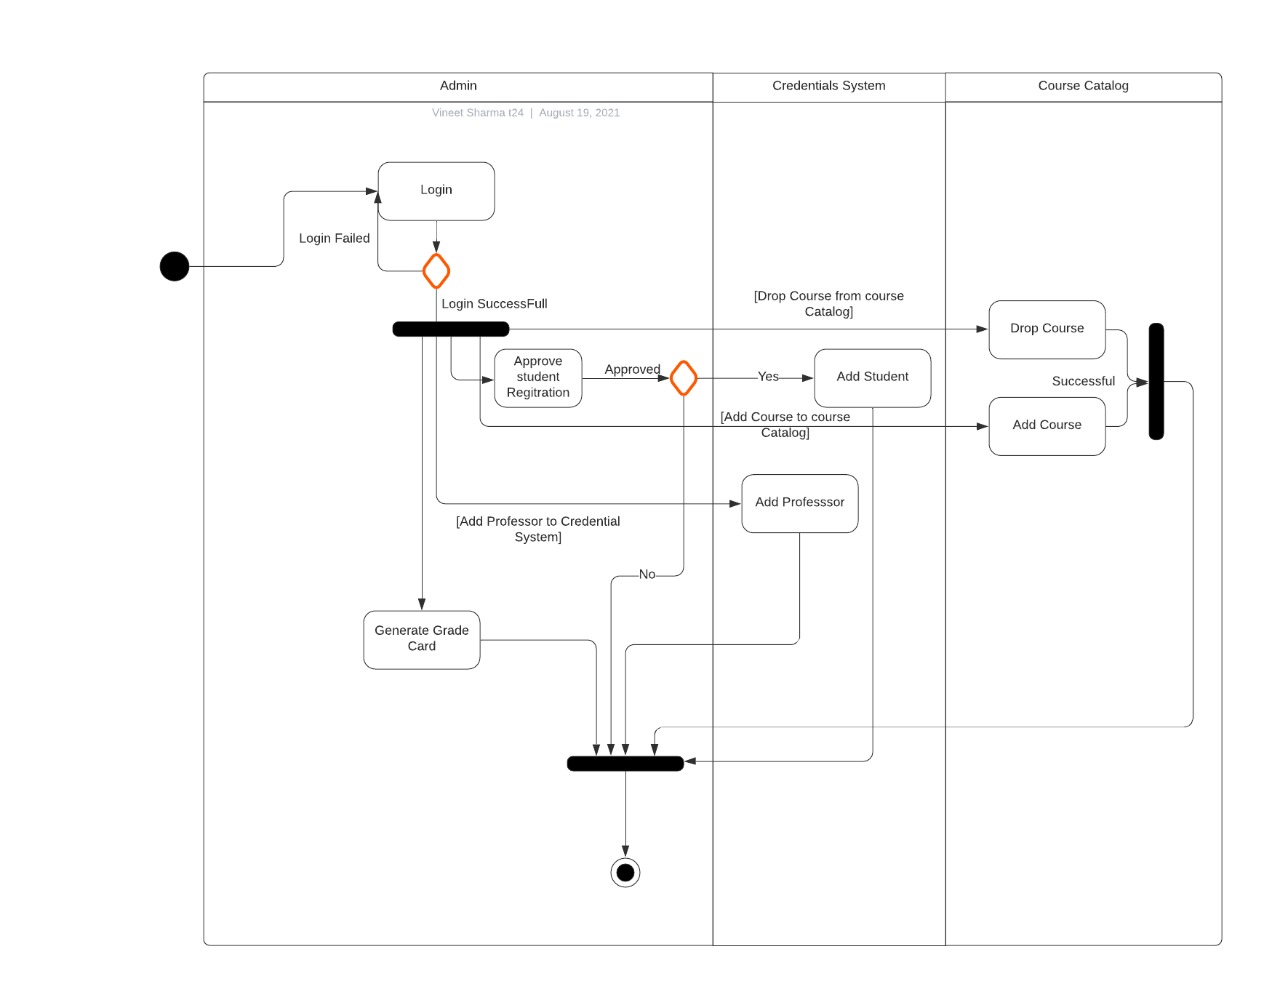 Admin
Credentials System
Course Catalog
Vineet Sharma t24 | August 19, 2021
Login
Login Failed
Login SuccessFull
[Drop Course from course
Catalog]
Drop Course
Approve
student
Regitration
Approved
Yes
Add Student
Successful
[Add Course to course
Catalog]
Add Course
Add Professsor
[Add Professor to Credential
System]
No
Generate Grade
Card